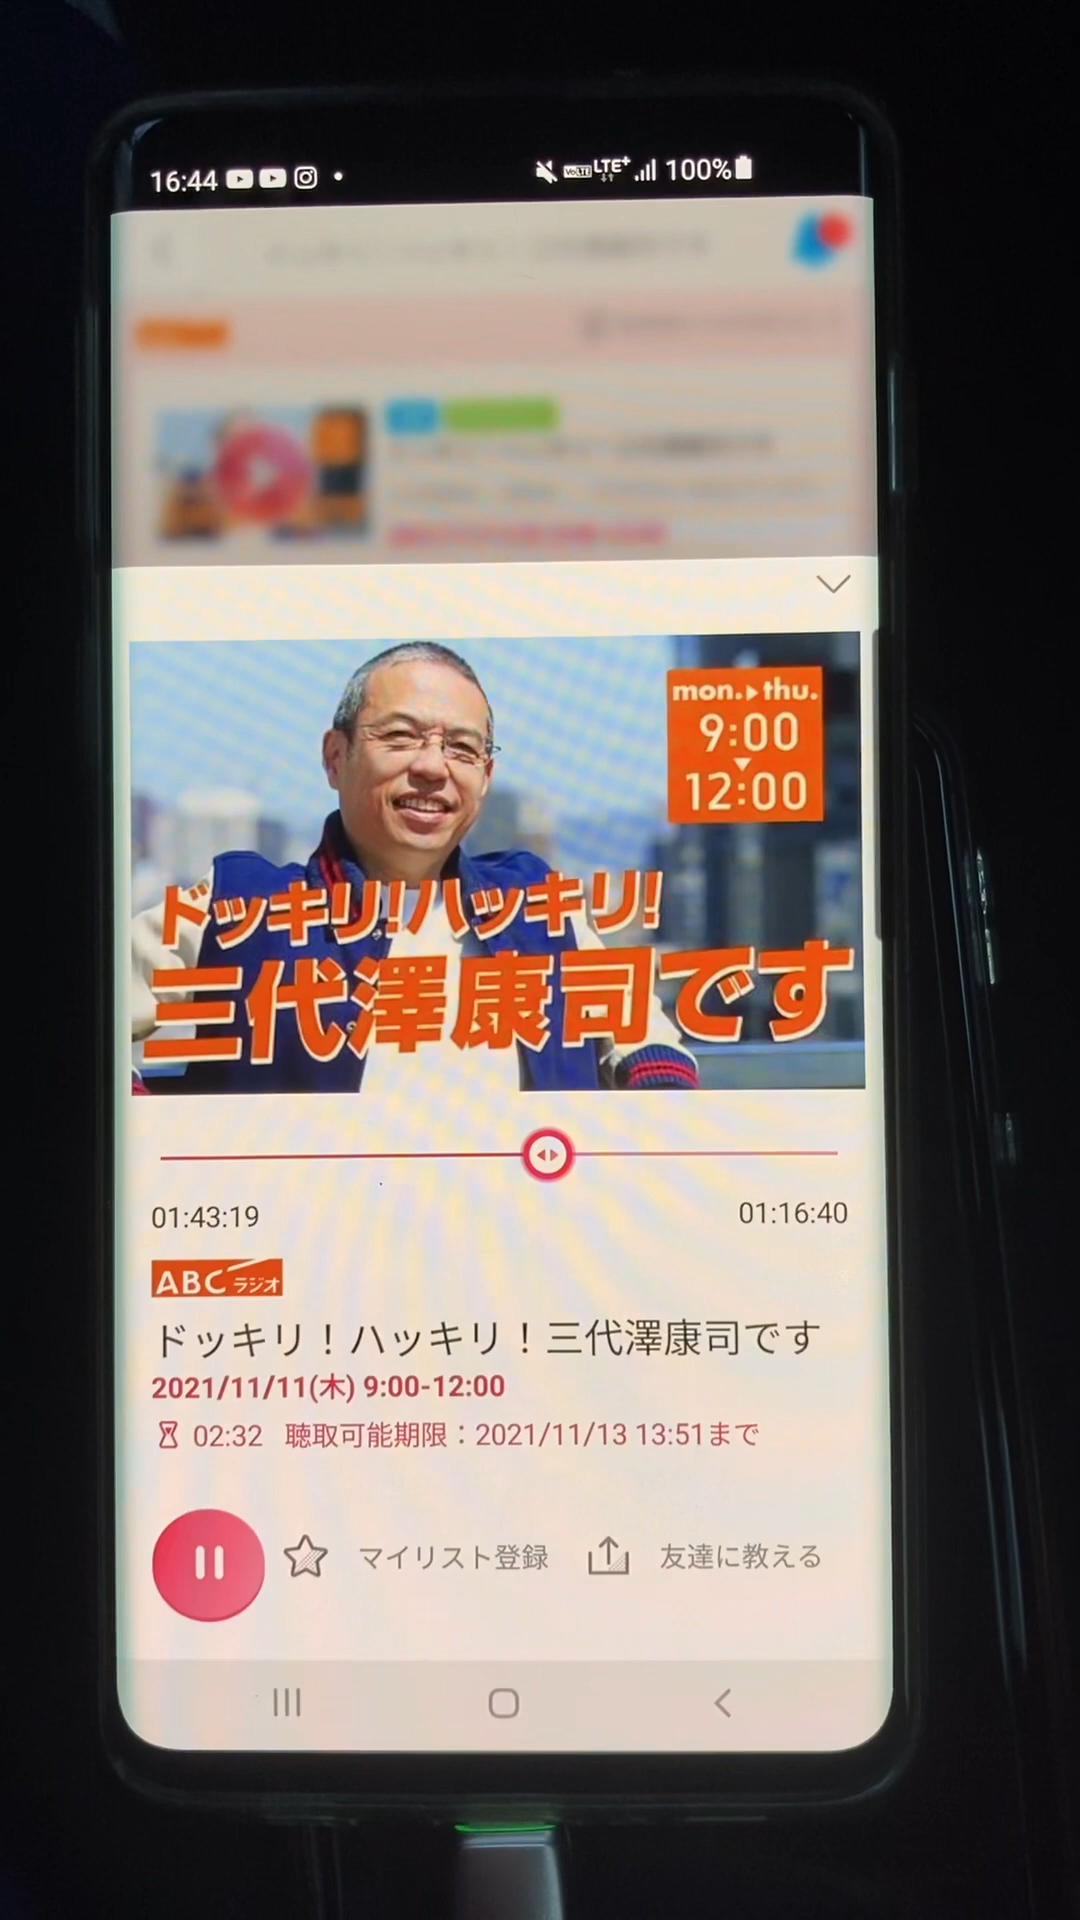 16:44
VoLTE LTE+ 100%
mon.▸thu.
9:00
12:00
ドッキリ!ハッキリ!
三代澤康司です
01:43:19
01:16:40
ABCラジオ
ドッキリ！ハッキリ！三代澤康司です
2021/11/11(木) 9:00-12:00
02:32 聴取可能期限：2021/11/13 13:51まで
マイリスト登録 友達に教える